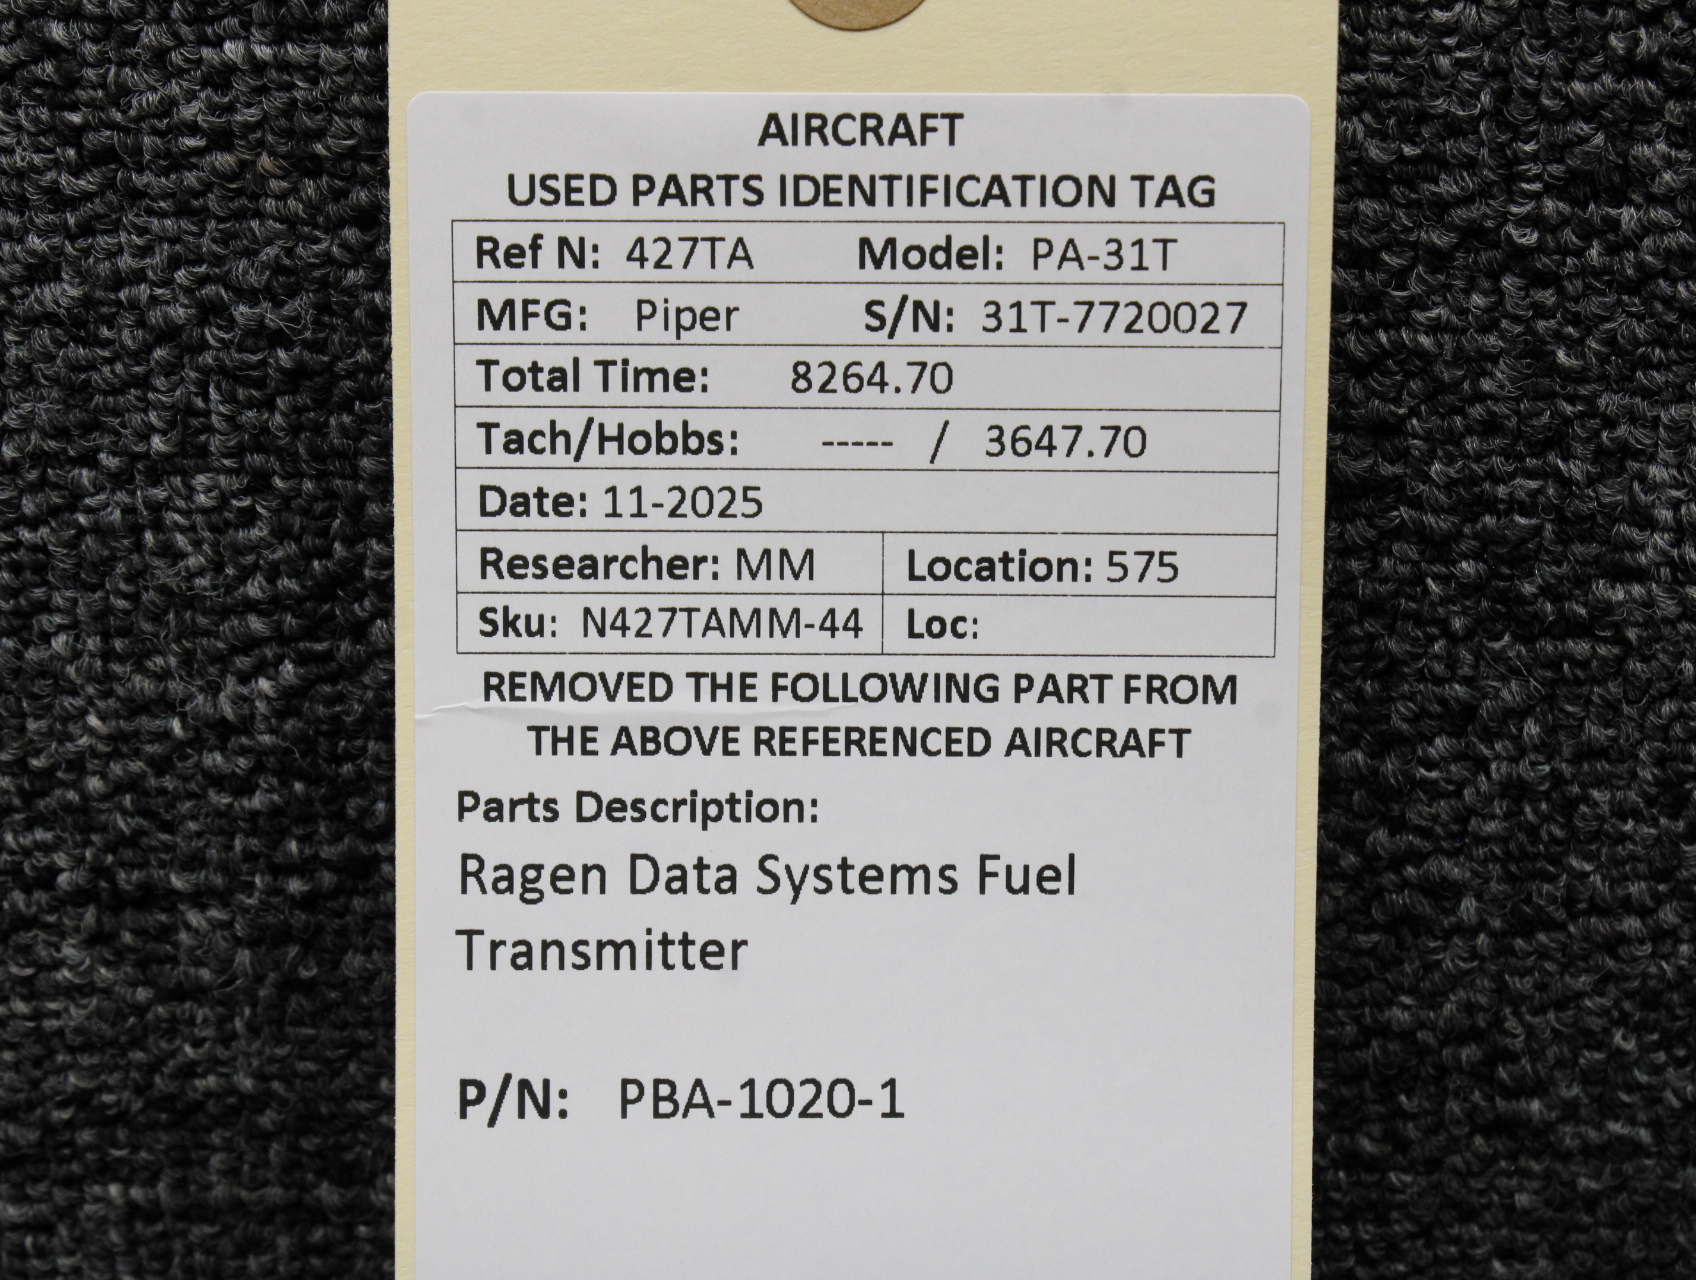 AIRCRAFT
USED PARTS IDENTIFICATION TAG
Ref N: 427TA Model: PA-31T
MFG: Piper S/N: 31T-7720027
Total Time: 8264.70
Tach/Hobbs: ----- / 3647.70
Date: 11-2025
Researcher: MM Location: 575
Sku: N427TAMM-44 Loc:
REMOVED THE FOLLOWING PART FROM
THE ABOVE REFERENCED AIRCRAFT
Parts Description:
Ragen Data Systems Fuel
Transmitter
P/N: PBA-1020-1